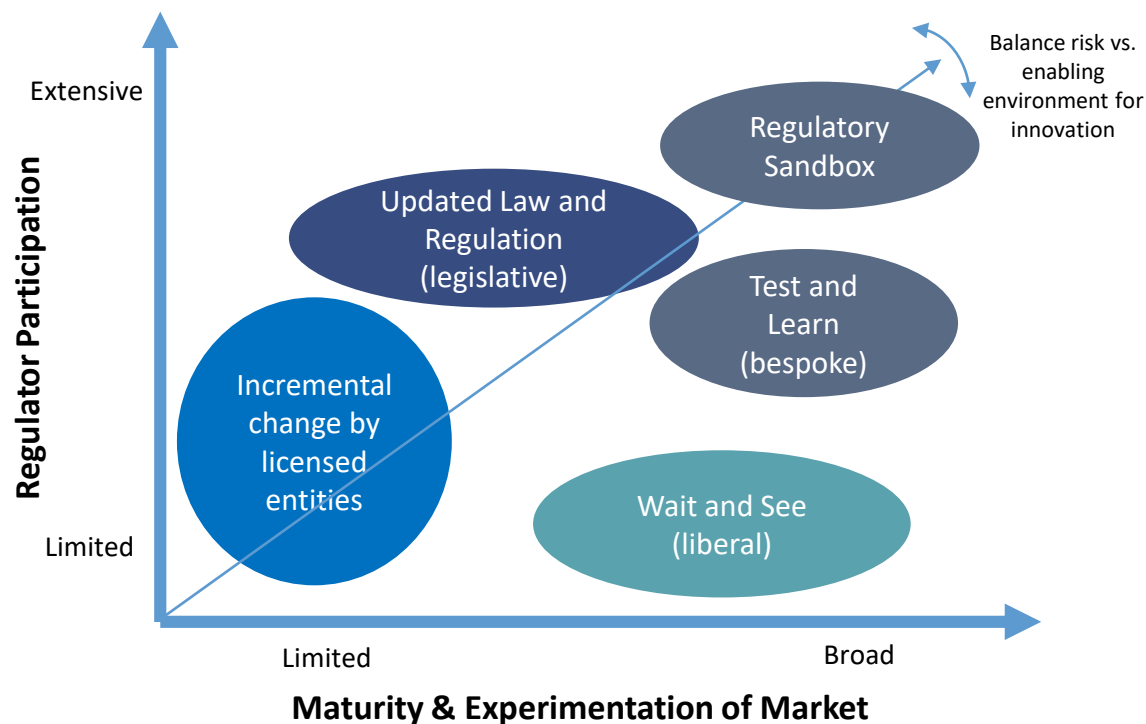 Balance risk vs.
enabling
environment for
innovation
Extensive
Regulatory
Sandbox
Updated Law and
Regulation
(legislative)
Test and
Learn
(bespoke)
Regulator Participation
Incremental
change by
licensed
entities
Wait and See
(liberal)
Limited
Limited
Broad
Maturity & Experimentation of Market